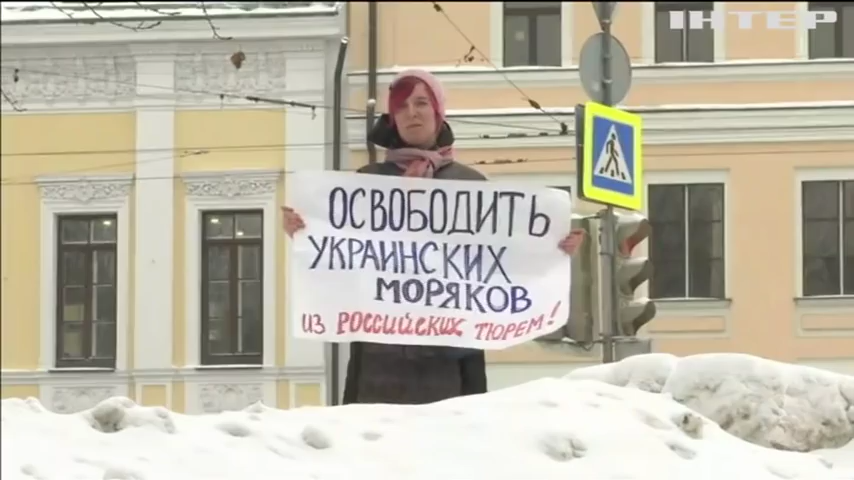 ІНТЕР
ОСВОБОДИТЬ
УКРАИНСКИХ
МОРЯКОВ
ИЗ РОССИЙСКИХ ТЮРЕМ!